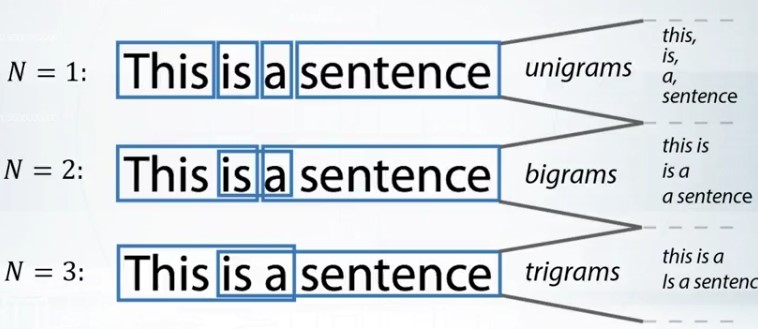 N = 1: This is a sentence unigrams
this,
is,
a,
sentence
N = 2: This is a sentence bigrams
this is
is a
a sentence
N = 3: This is a sentence trigrams
this is a
Is a sentenc